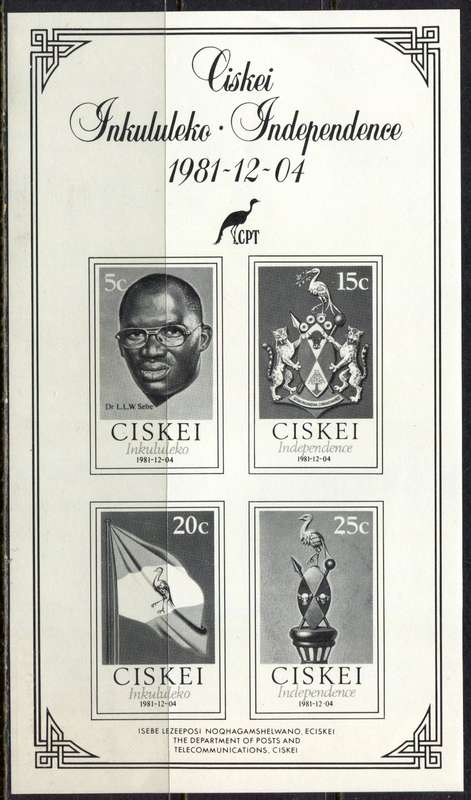 Ciskei
Inkululeko · Independence
1981-12-04
CPT
5c
Dr L.L.W Sebe
CISKEI
Inkululeko
1981-12-04
15c
CISKEI
Independence
1981-12-04
20c
CISKEI
Inkululeko
1981-12-04
25c
CISKEI
Independence
1981-12-04
ISEBE LEZEEPOSI NOQHAGAMSHELWANO, ECISKEI
THE DEPARTMENT OF POSTS AND
TELECOMMUNICATIONS, CISKEI